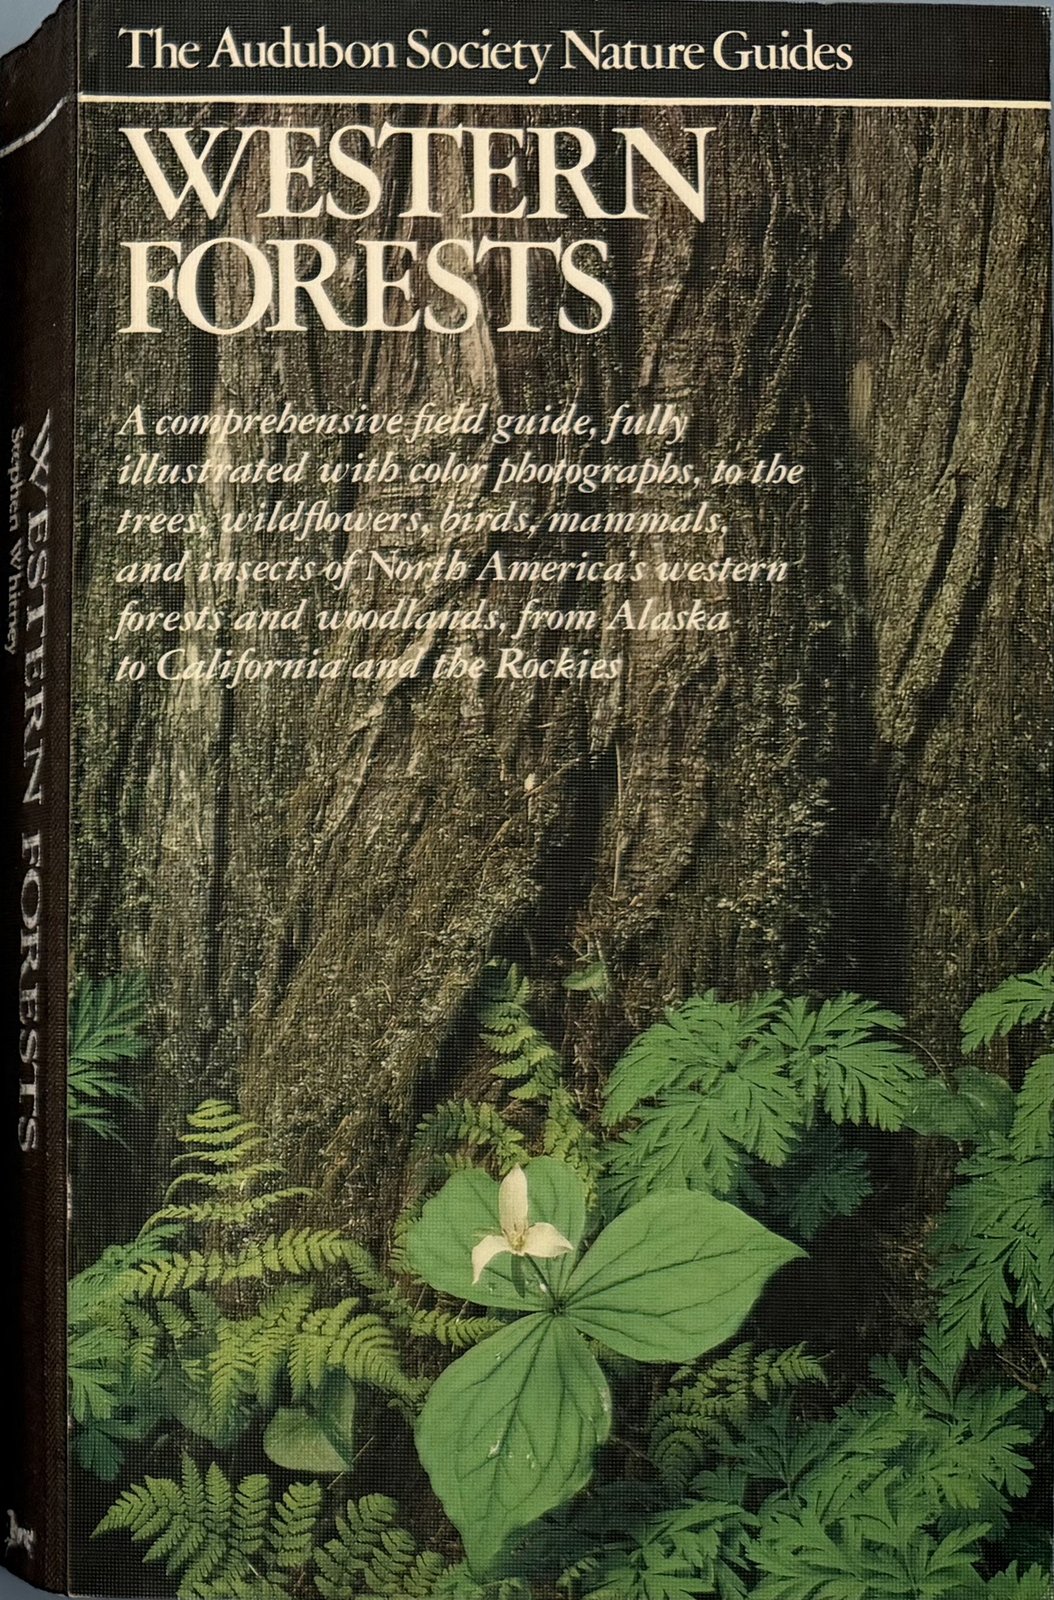 The Audubon Society Nature Guides
WESTERN
FORESTS
A comprehensive field guide, fully
illustrated with color photographs, to the
trees, wildflowers, birds, mammals,
and insects of North America's western
forests and woodlands, from Alaska
to California and the Rockies
WESTERN FORESTS
Stephen Whitney